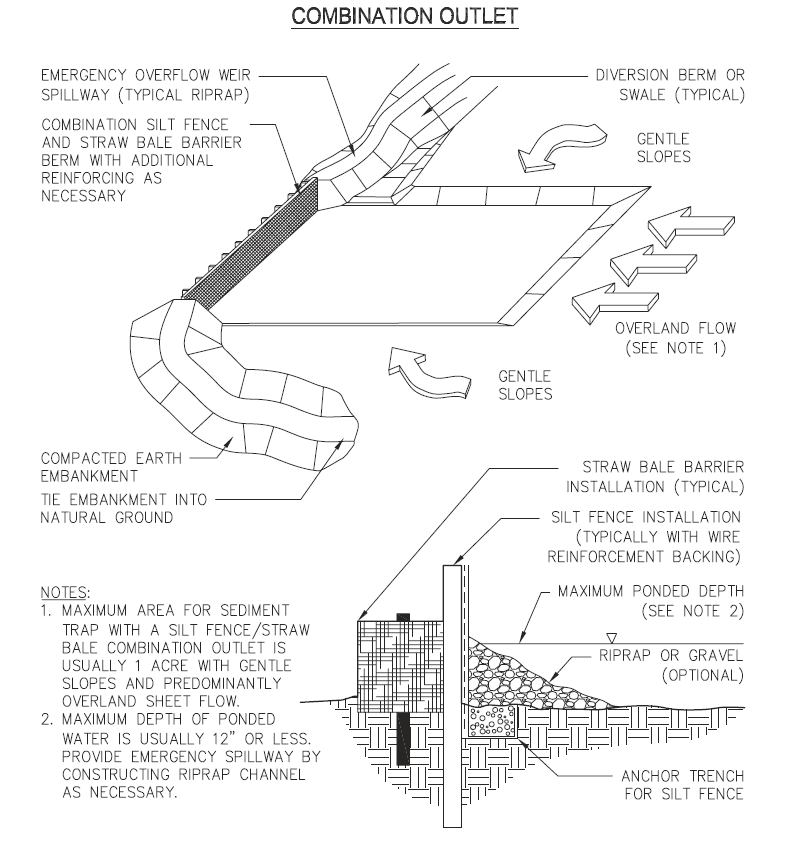 COMBINATION OUTLET
EMERGENCY OVERFLOW WEIR
SPILLWAY (TYPICAL RIPRAP)
DIVERSION BERM OR
SWALE (TYPICAL)
COMBINATION SILT FENCE
AND STRAW BALE BARRIER
BERM WITH ADDITIONAL
REINFORCING AS
NECESSARY
GENTLE
SLOPES
OVERLAND FLOW
(SEE NOTE 1)
GENTLE
SLOPES
COMPACTED EARTH
EMBANKMENT
TIE EMBANKMENT INTO
NATURAL GROUND
STRAW BALE BARRIER
INSTALLATION (TYPICAL)
SILT FENCE INSTALLATION
(TYPICALLY WITH WIRE
REINFORCEMENT BACKING)
MAXIMUM PONDED DEPTH
(SEE NOTE 2)
RIPRAP OR GRAVEL
(OPTIONAL)
ANCHOR TRENCH
FOR SILT FENCE
NOTES:
1. MAXIMUM AREA FOR SEDIMENT
TRAP WITH A SILT FENCE/STRAW
BALE COMBINATION OUTLET IS
USUALLY 1 ACRE WITH GENTLE
SLOPES AND PREDOMINANTLY
OVERLAND SHEET FLOW.
2. MAXIMUM DEPTH OF PONDED
WATER IS USUALLY 12" OR LESS.
PROVIDE EMERGENCY SPILLWAY BY
CONSTRUCTING RIPRAP CHANNEL
AS NECESSARY.